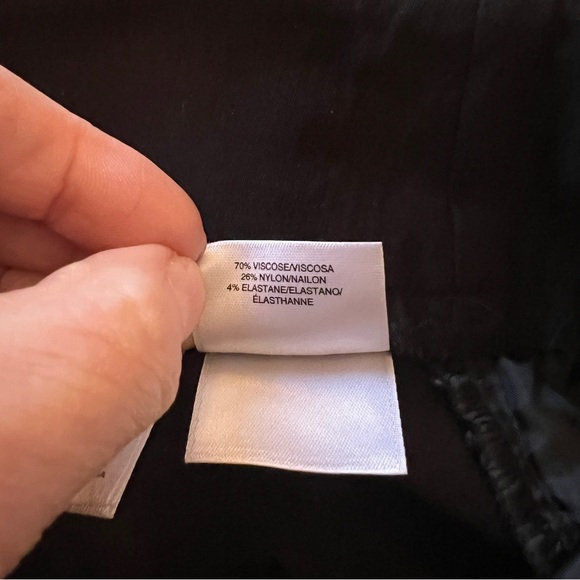 70% VISCOSE/VISCOSA
26% NYLON/NAILON
4% ELASTANE/ELASTANO/
ÉLASTHANNE